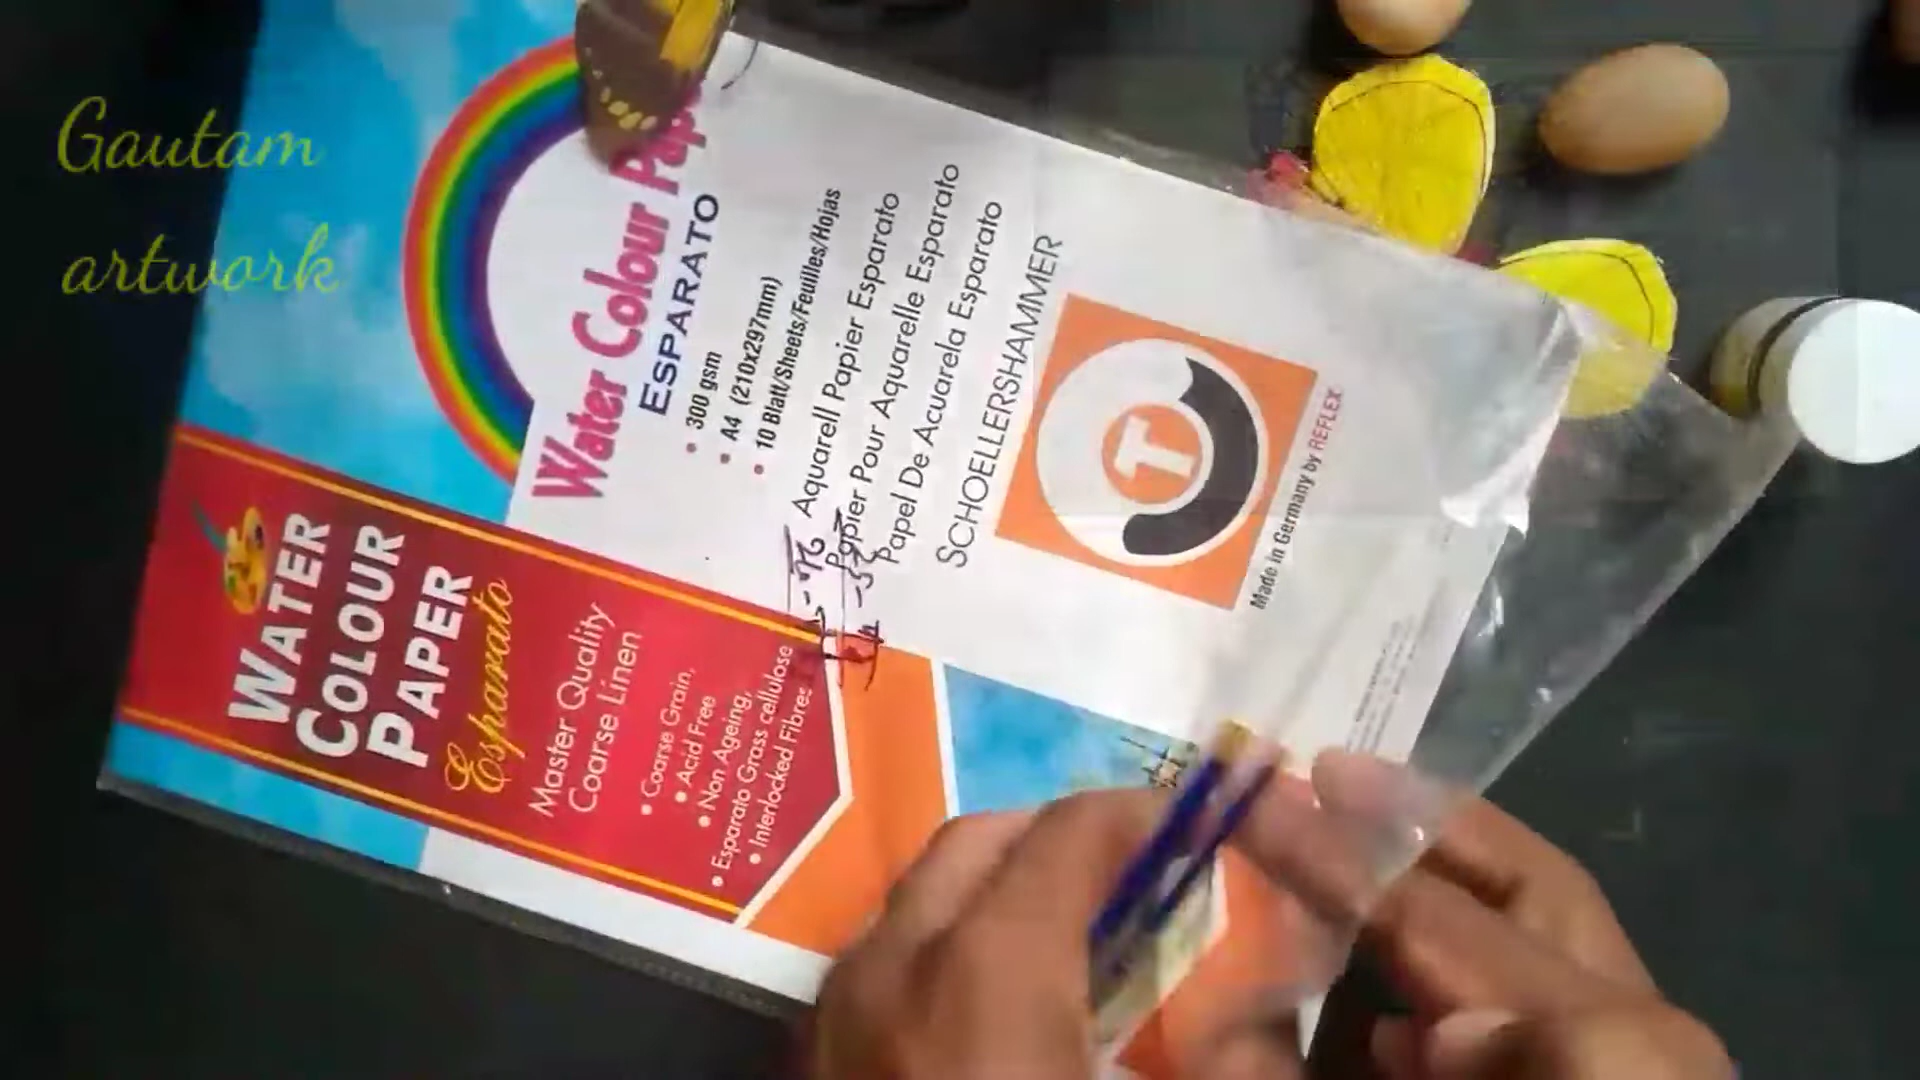 Gautam
artwork
WATER
COLOUR
PAPER
Esparato
Master Quality
Coarse Linen
• Coarse Grain,
• Acid Free
• Non Ageing,
• Esparato Grass cellulose
• Interlocked Fibres
Water Colour Pap
ESPARATO
• 300 gsm
• A4 (210x297mm)
• 10 Blatt/Sheets/Feuilles/Hojas
Aquarell Papier Esparato
Papier Pour Aquarelle Esparato
Papel De Acuarela Esparato
SCHOELLERSHAMMER
T
Made in Germany by REFLEX